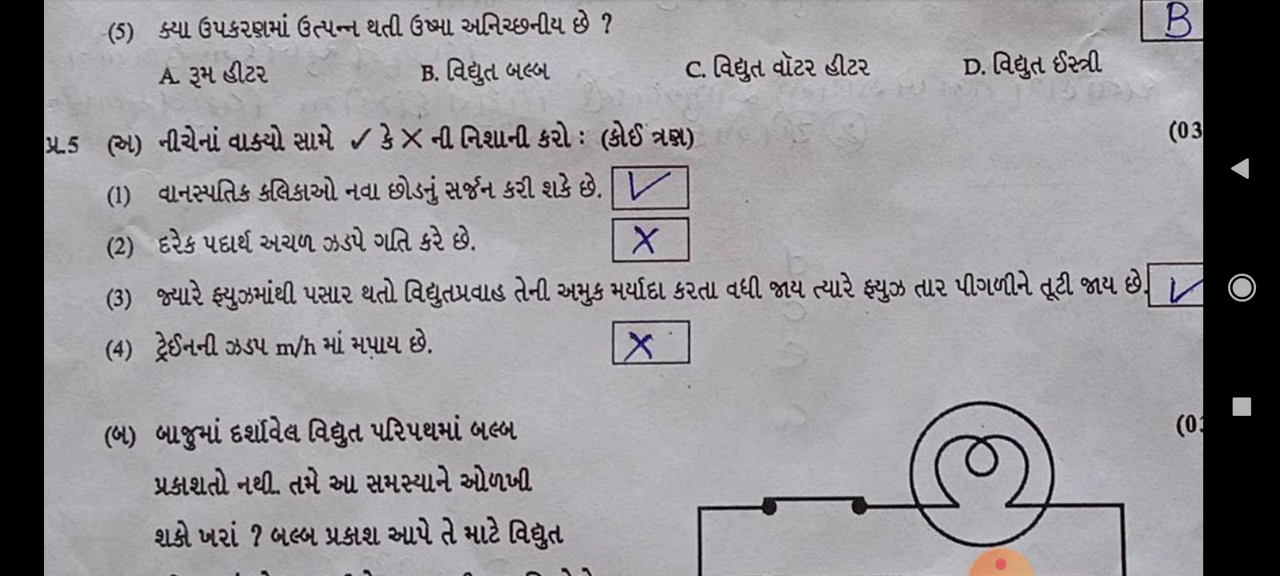 (5) ક્યા ઉપકરણમાં ઉત્પન્ન થતી ઉષ્મા અનિચ્છનીય છે ? B
A. રૂમ હીટર B. વિદ્યુત બલ્બ C. વિદ્યુત વૉટર હીટર D. વિદ્યુત ઈસ્ત્રી
પ્ર.5 (અ) નીચેનાં વાક્યો સામે ✓ કે ✕ ની નિશાની કરો : (કોઈ ત્રણ) (03
(1) વાનસ્પતિક કલિકાઓ નવા છોડનું સર્જન કરી શકે છે. ✓
(2) દરેક પદાર્થ અચળ ઝડપે ગતિ કરે છે. ✕
(3) જ્યારે ફ્યુઝમાંથી પસાર થતો વિદ્યુતપ્રવાહ તેની અમુક મર્યાદા કરતા વધી જાય ત્યારે ફ્યુઝ તાર પીગળીને તૂટી જાય છે. ✓
(4) ટ્રેઈનની ઝડપ m/h માં મપાય છે. ✕
(બ) બાજુમાં દર્શાવેલ વિદ્યુત પરિપથમાં બલ્બ
પ્રકાશતો નથી. તમે આ સમસ્યાને ઓળખી
શકો ખરાં ? બલ્બ પ્રકાશ આપે તે માટે વિદ્યુત